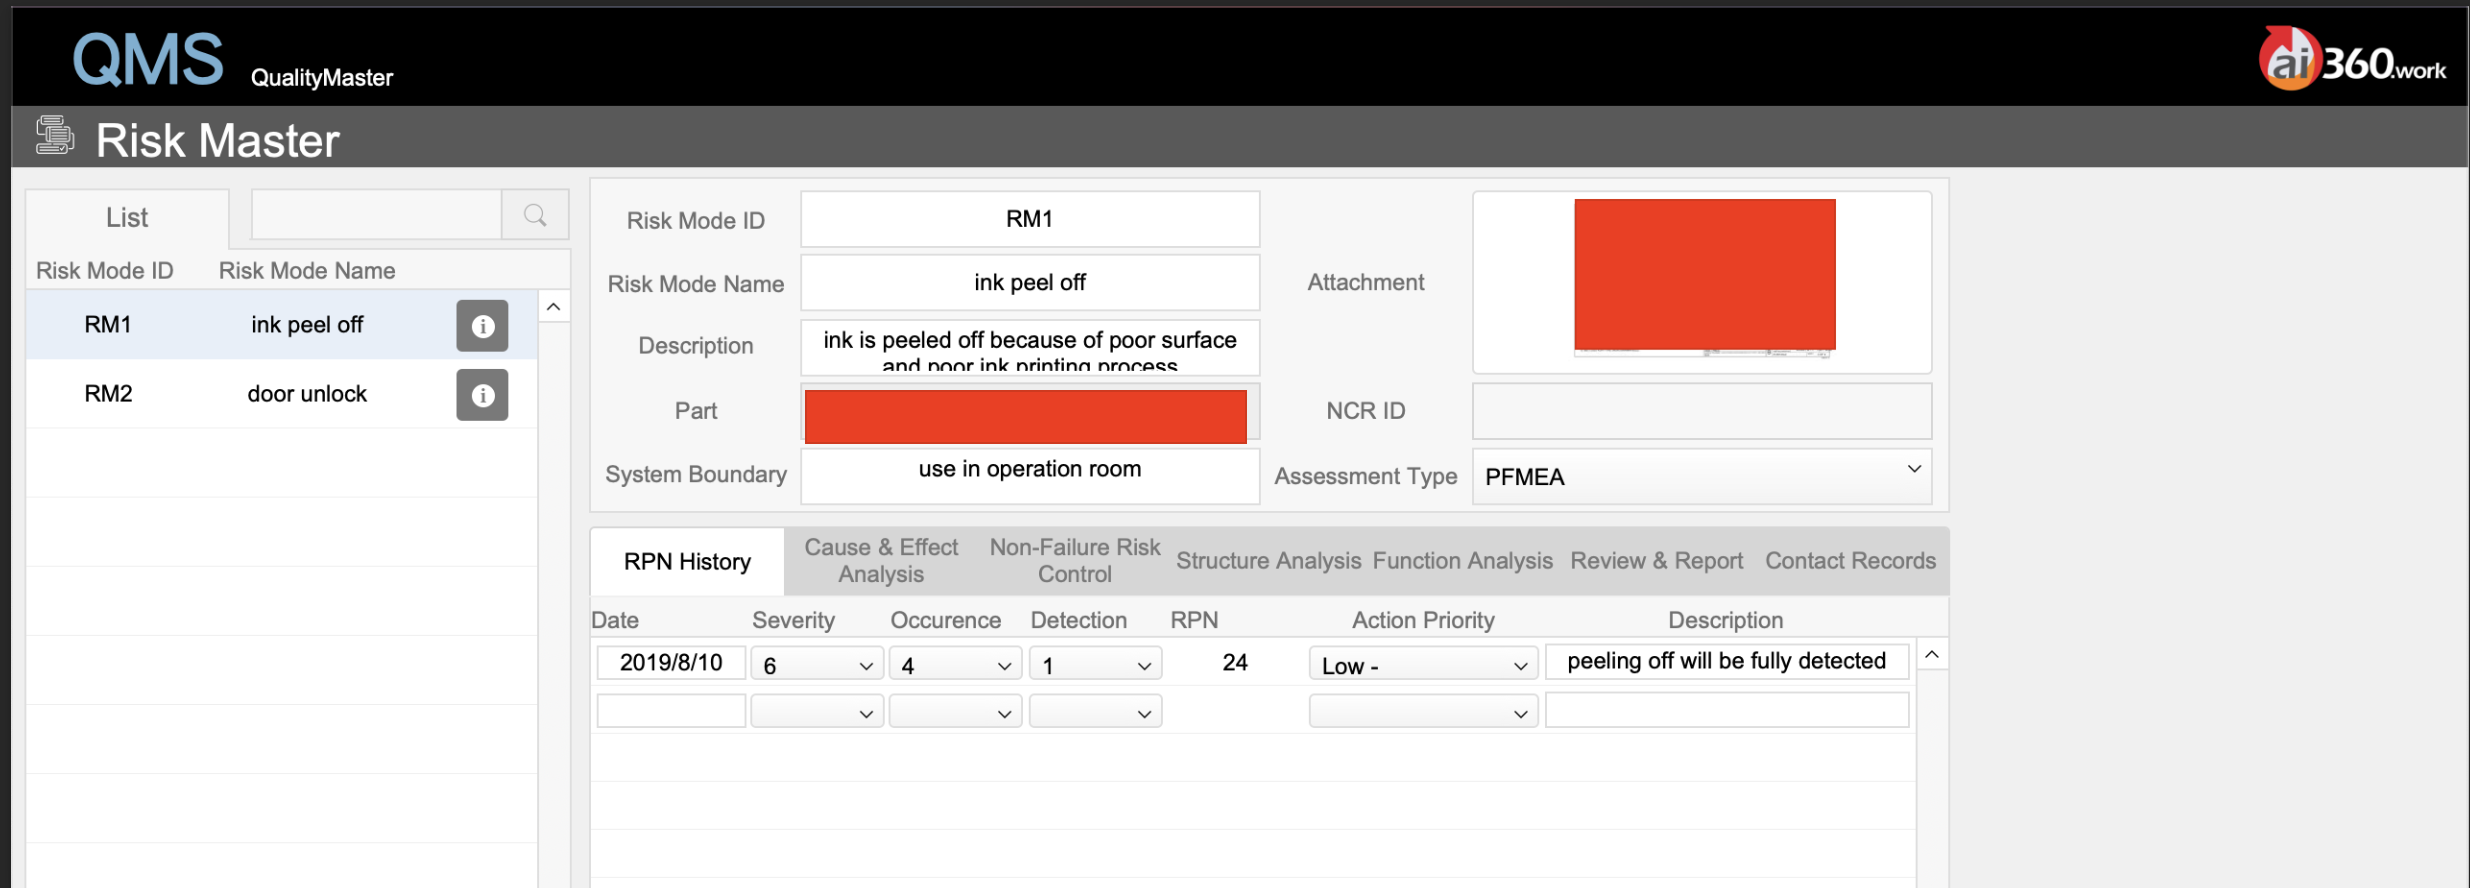 QMS QualityMaster
ai360.work
Risk Master
List
Risk Mode ID Risk Mode Name
RM1 ink peel off
RM2 door unlock
Risk Mode ID RM1
Risk Mode Name ink peel off
Description ink is peeled off because of poor surface
and poor ink printing process
Part
System Boundary use in operation room
Attachment
NCR ID
Assessment Type PFMEA
RPN History
Cause & Effect
Analysis
Non-Failure Risk
Control
Structure Analysis
Function Analysis
Review & Report
Contact Records
Date Severity Occurence Detection RPN Action Priority Description
2019/8/10 6 4 1 24 Low - peeling off will be fully detected